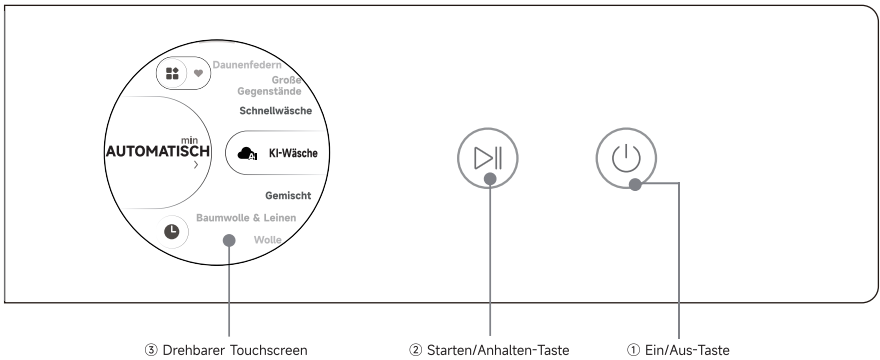 Daunenfedern
Große
Gegenstände
Schnellwäsche
min
AUTOMATISCH
AI
KI-Wäsche
Gemischt
Baumwolle & Leinen
Wolle
③ Drehbarer Touchscreen
② Starten/Anhalten-Taste
① Ein/Aus-Taste